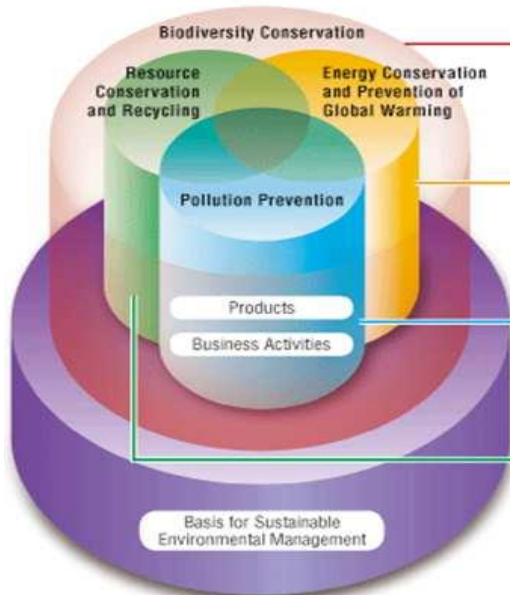 Biodiversity Conservation
Resource
Conservation
and Recycling
Energy Conservation
and Prevention of
Global Warming
Pollution Prevention
Products
Business Activities
Basis for Sustainable
Environmental Management